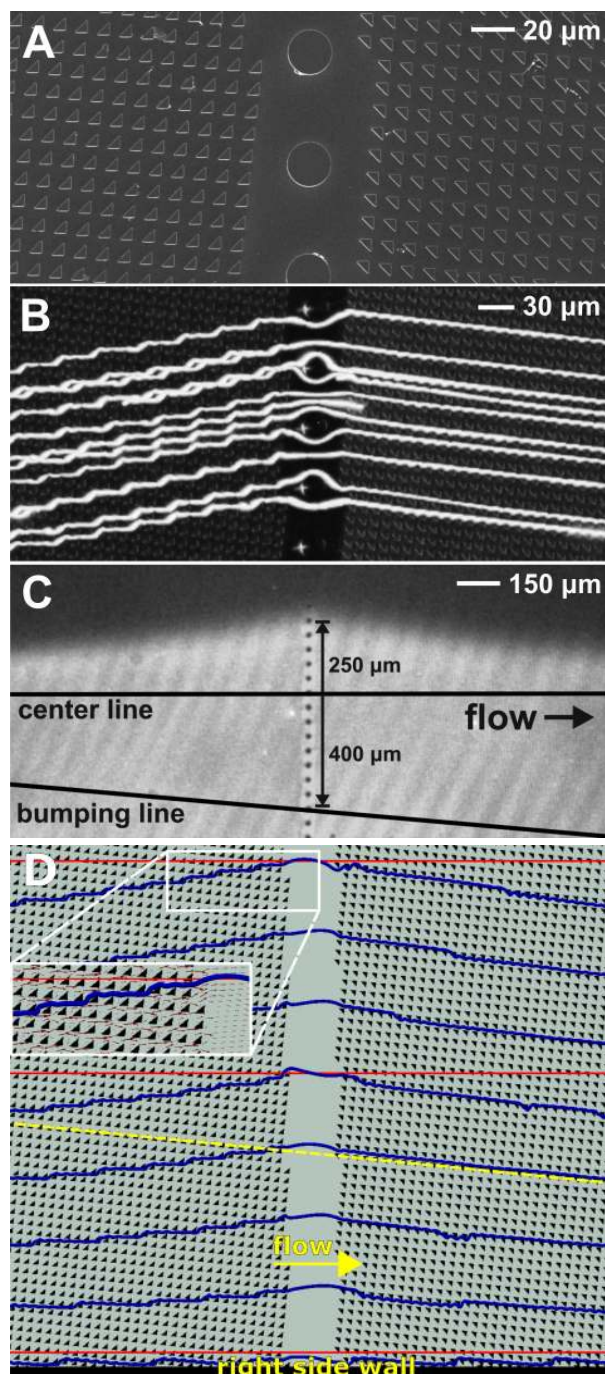 A
20 µm
B
30 µm
C
150 µm
250 µm
center line
flow
400 µm
bumping line
D
flow
right side wall